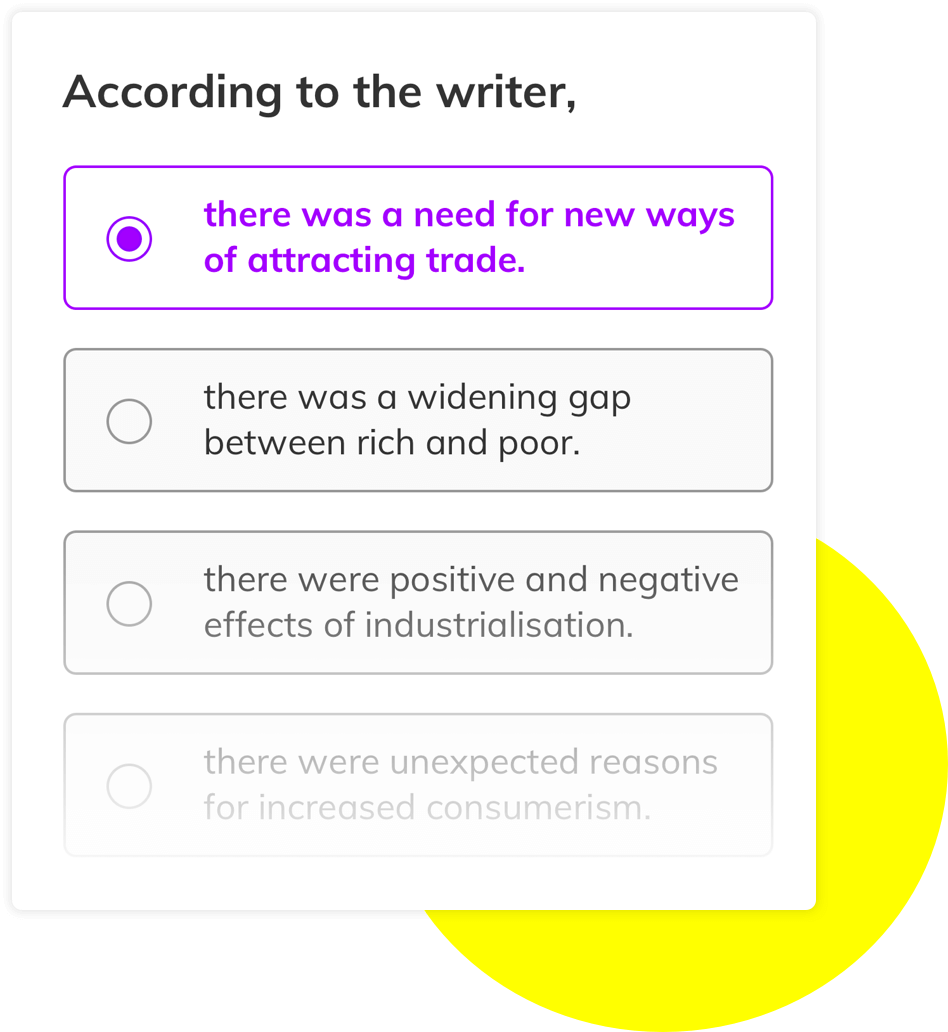 According to the writer,
there was a need for new ways
of attracting trade.
there was a widening gap
between rich and poor.
there were positive and negative
effects of industrialisation.
there were unexpected reasons
for increased consumerism.